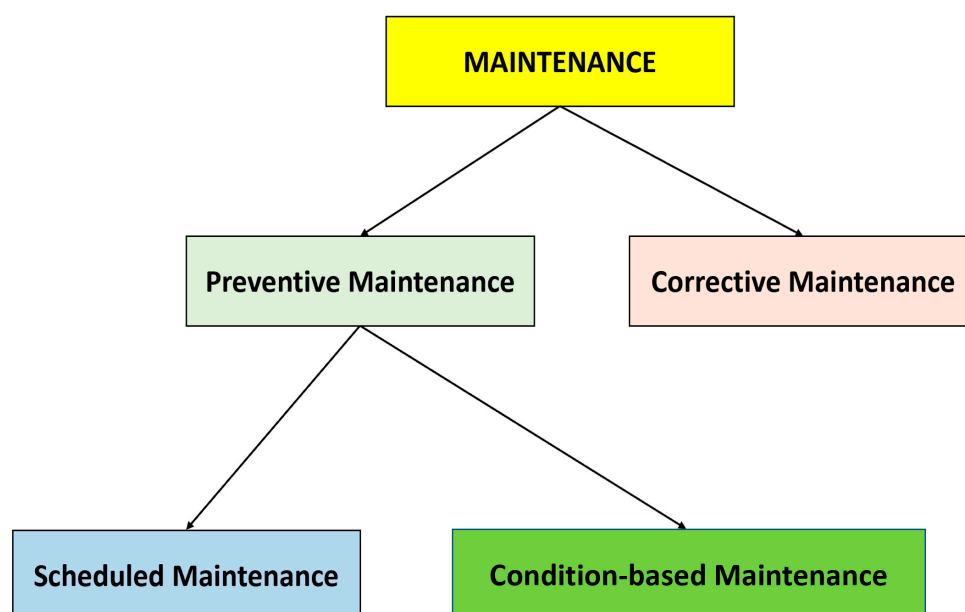 MAINTENANCE
Preventive Maintenance
Corrective Maintenance
Scheduled Maintenance
Condition-based Maintenance